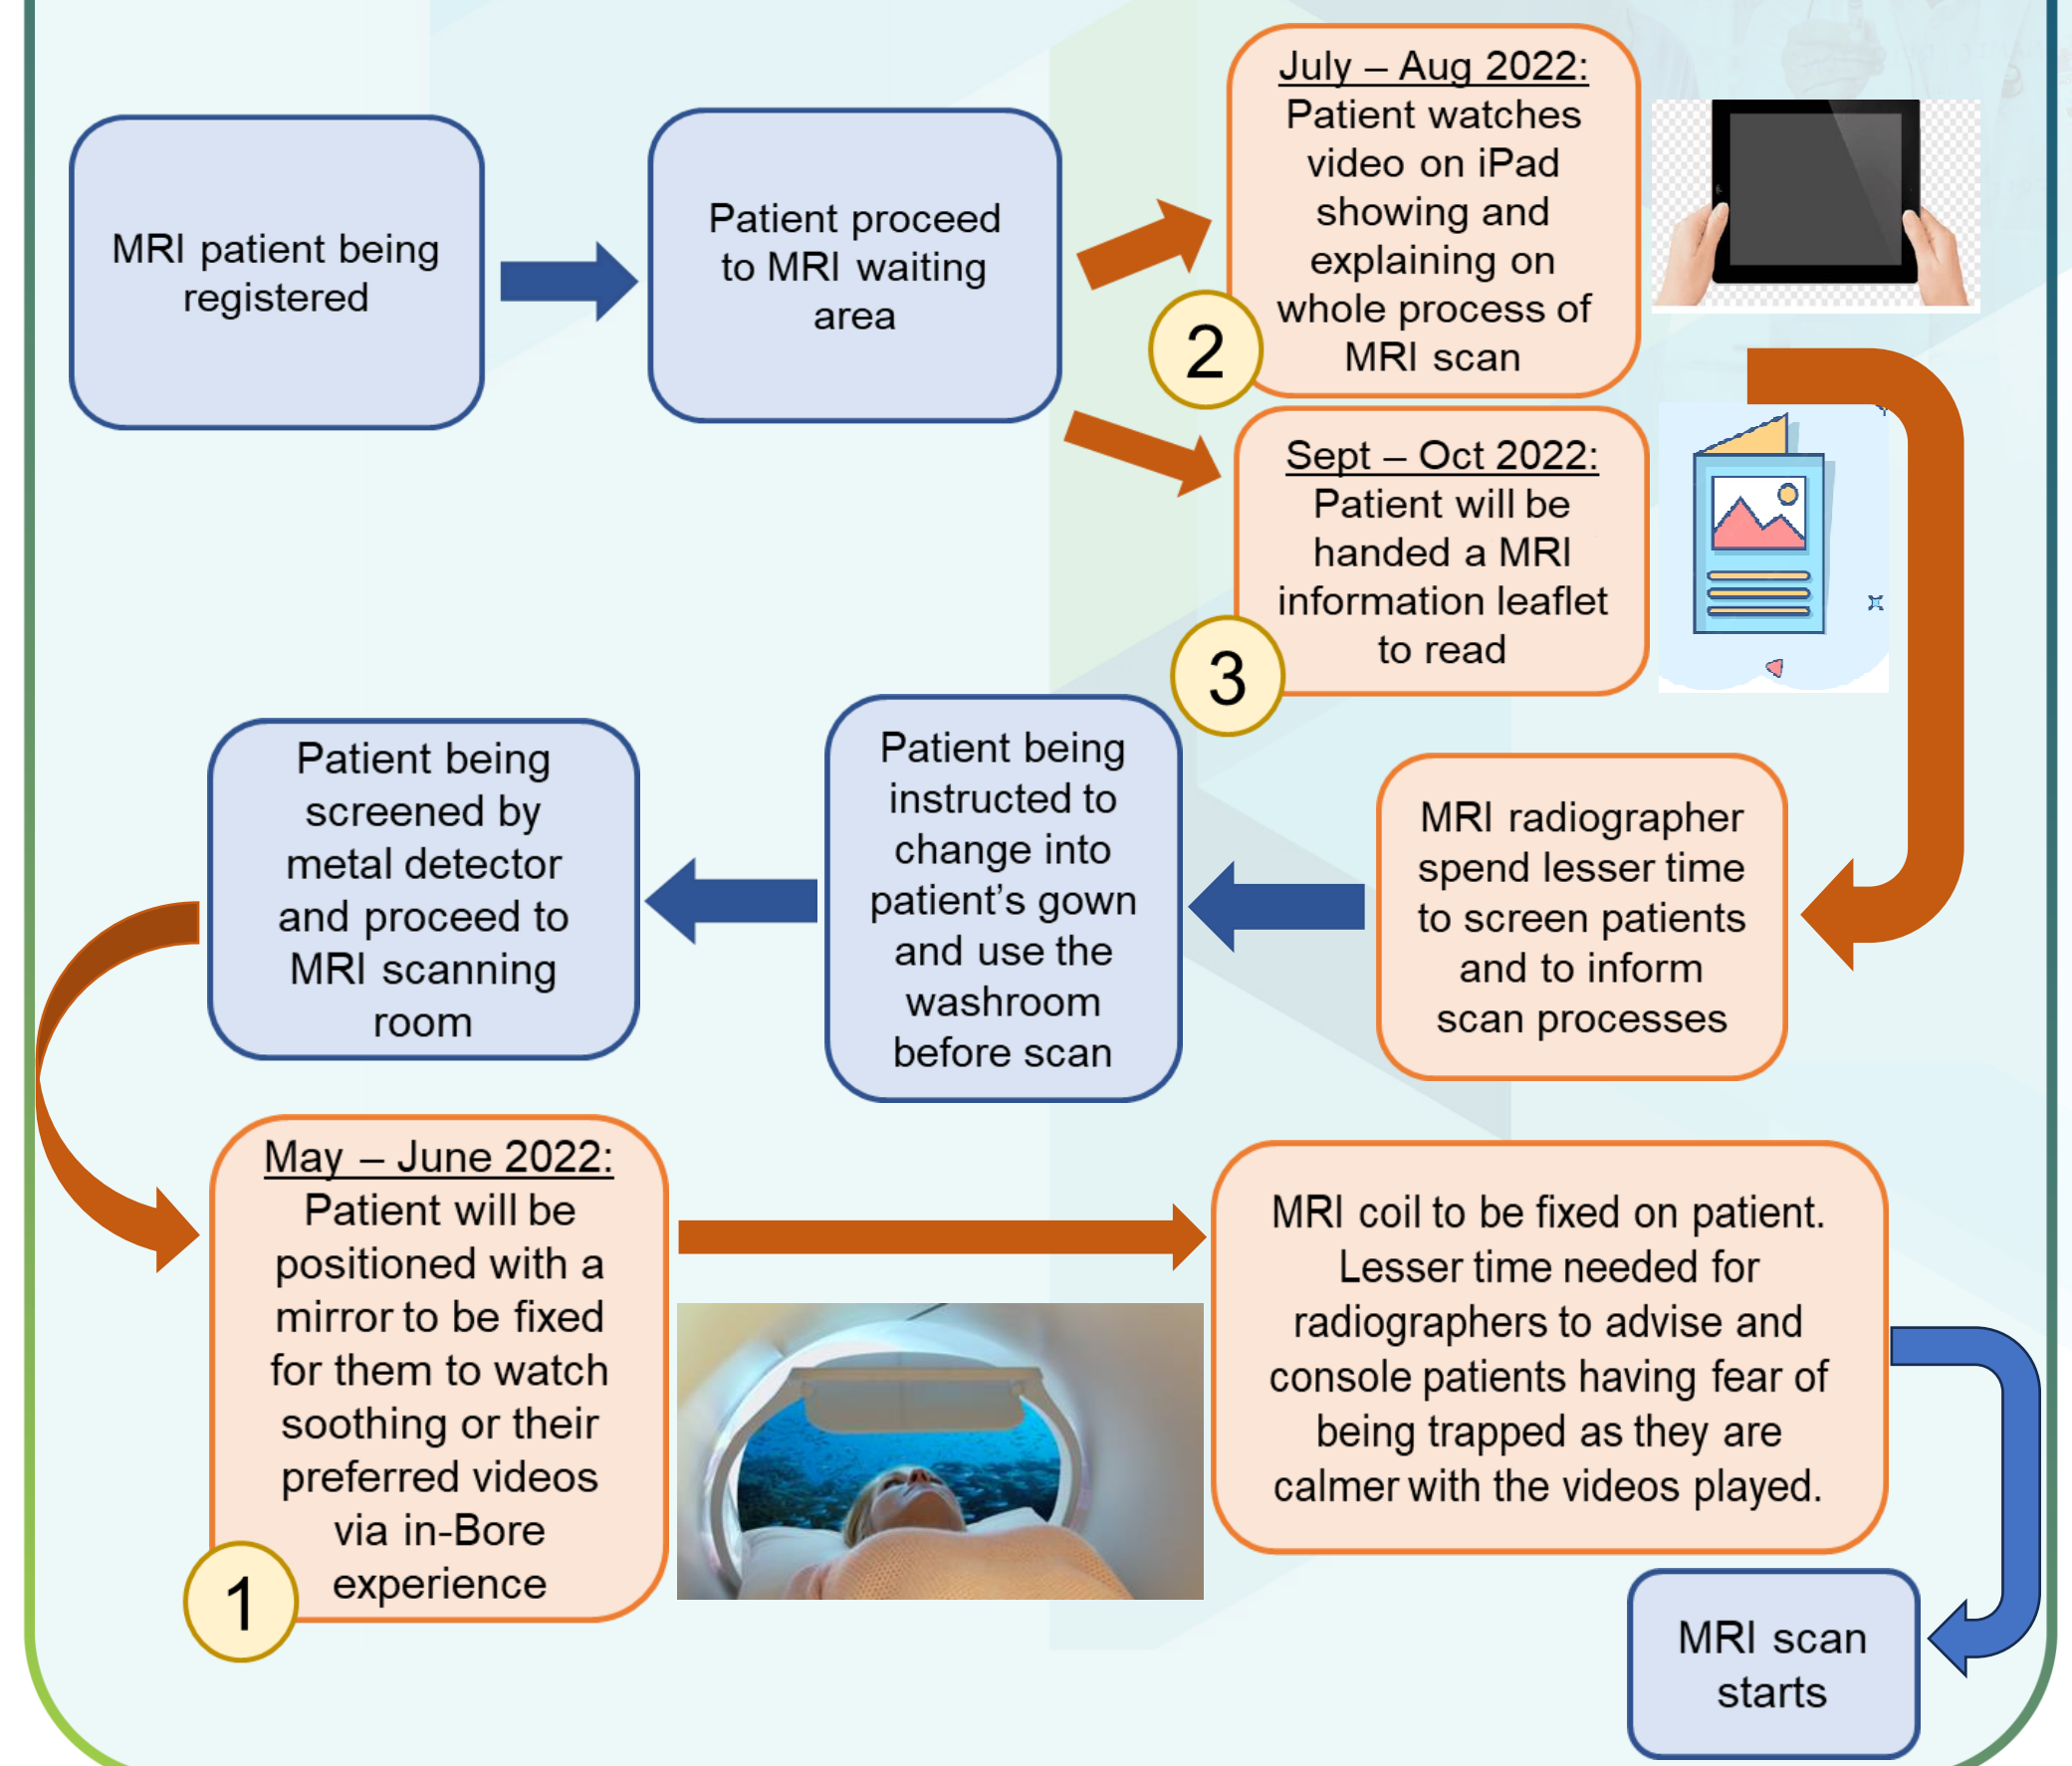 MRI patient being
registered
Patient proceed
to MRI waiting
area
July – Aug 2022:
Patient watches
video on iPad
showing and
explaining on
whole process of
MRI scan
2
Sept – Oct 2022:
Patient will be
handed a MRI
information leaflet
to read
3
MRI radiographer
spend lesser time
to screen patients
and to inform
scan processes
Patient being
instructed to
change into
patient’s gown
and use the
washroom
before scan
Patient being
screened by
metal detector
and proceed to
MRI scanning
room
May – June 2022:
Patient will be
positioned with a
mirror to be fixed
for them to watch
soothing or their
preferred videos
via in-Bore
experience
1
MRI coil to be fixed on patient.
Lesser time needed for
radiographers to advise and
console patients having fear of
being trapped as they are
calmer with the videos played.
MRI scan
starts